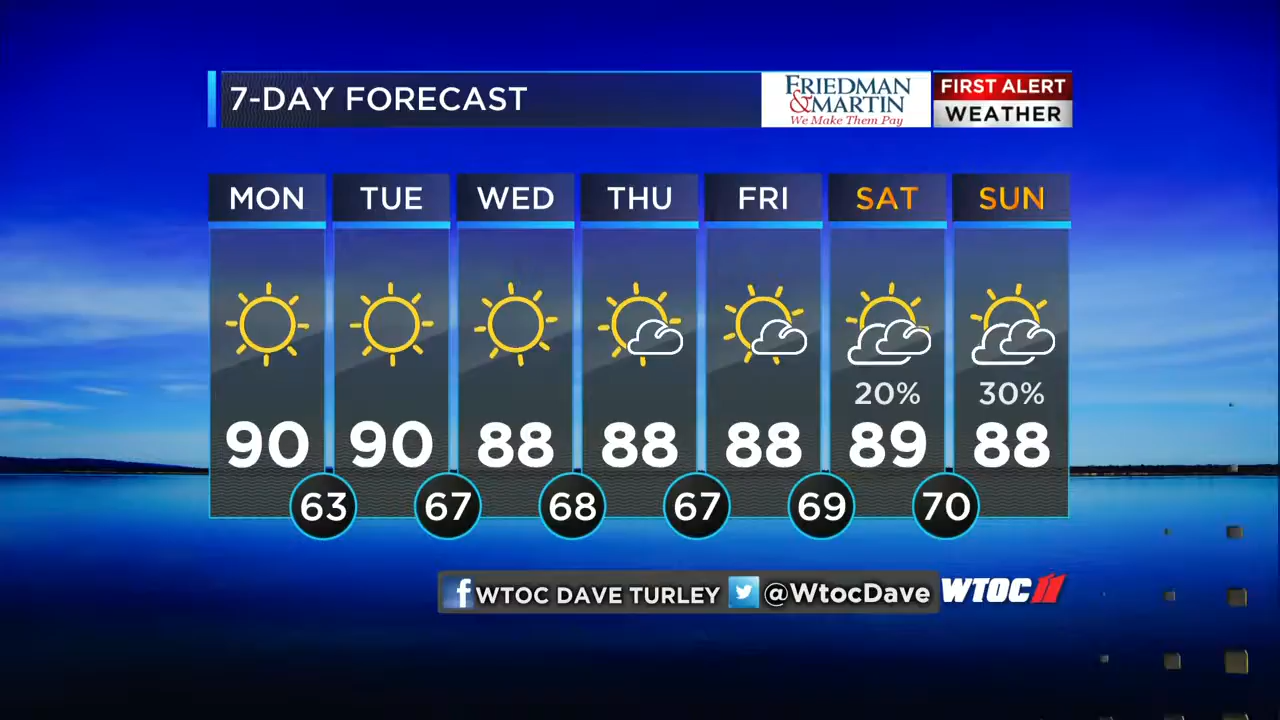 7-DAY FORECAST
FRIEDMAN
&MARTIN
We Make Them Pay
FIRST ALERT
WEATHER
MON TUE WED THU FRI SAT SUN
20% 30%
90 90 88 88 88 89 88
63 67 68 67 69 70
f WTOC DAVE TURLEY @WtocDave WTOC 11